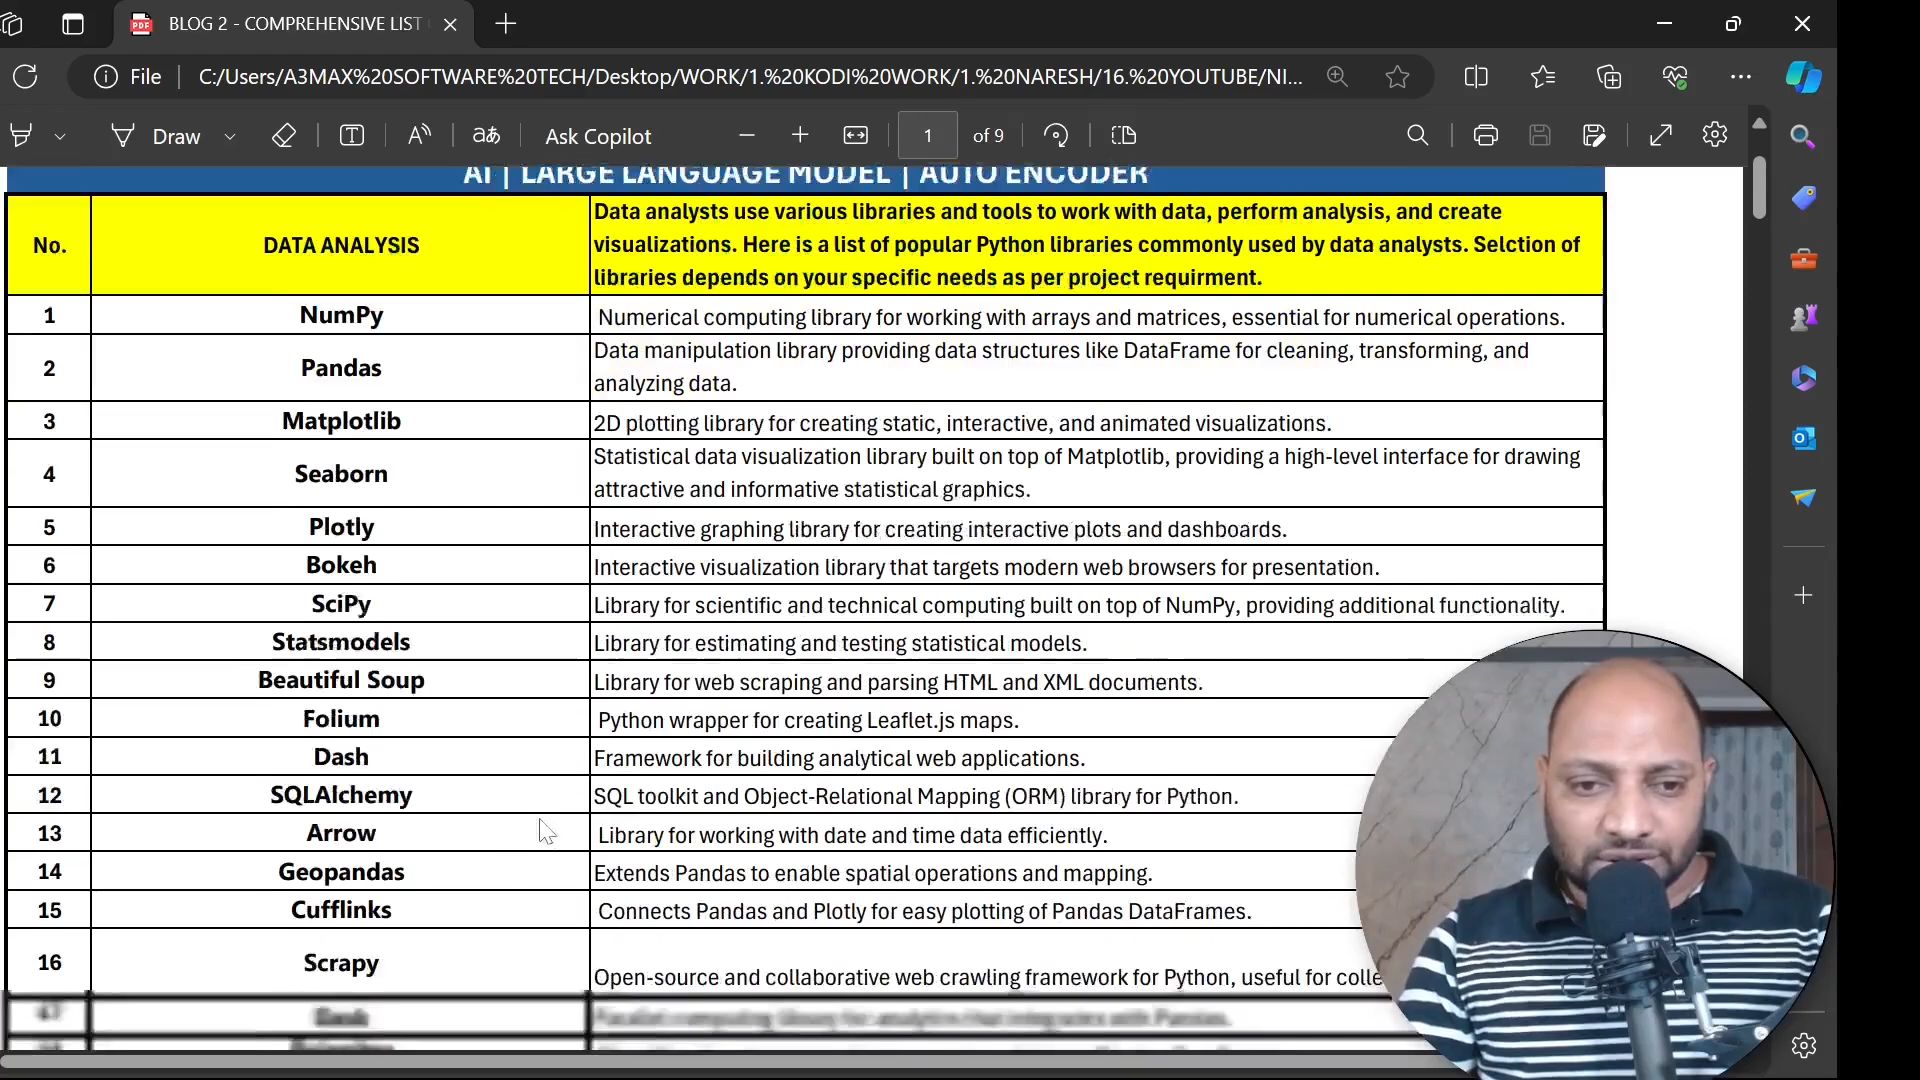 BLOG 2 - COMPREHENSIVE LIST
File
C:/Users/A3MAX%20SOFTWARE%20TECH/Desktop/WORK/1.%20KODI%20WORK/1.%20NARESH/16.%20YOUTUBE/NI...
Draw
aあ
Ask Copilot
1 of 9
AI | LARGE LANGUAGE MODEL | AUTO ENCODER
No.
DATA ANALYSIS
Data analysts use various libraries and tools to work with data, perform analysis, and create
visualizations. Here is a list of popular Python libraries commonly used by data analysts. Selction of
libraries depends on your specific needs as per project requirment.
1 NumPy Numerical computing library for working with arrays and matrices, essential for numerical operations.
2 Pandas Data manipulation library providing data structures like DataFrame for cleaning, transforming, and
analyzing data.
3 Matplotlib 2D plotting library for creating static, interactive, and animated visualizations.
4 Seaborn Statistical data visualization library built on top of Matplotlib, providing a high-level interface for drawing
attractive and informative statistical graphics.
5 Plotly Interactive graphing library for creating interactive plots and dashboards.
6 Bokeh Interactive visualization library that targets modern web browsers for presentation.
7 SciPy Library for scientific and technical computing built on top of NumPy, providing additional functionality.
8 Statsmodels Library for estimating and testing statistical models.
9 Beautiful Soup Library for web scraping and parsing HTML and XML documents.
10 Folium Python wrapper for creating Leaflet.js maps.
11 Dash Framework for building analytical web applications.
12 SQLAlchemy SQL toolkit and Object-Relational Mapping (ORM) library for Python.
13 Arrow Library for working with date and time data efficiently.
14 Geopandas Extends Pandas to enable spatial operations and mapping.
15 Cufflinks Connects Pandas and Plotly for easy plotting of Pandas DataFrames.
16 Scrapy Open-source and collaborative web crawling framework for Python, useful for colle